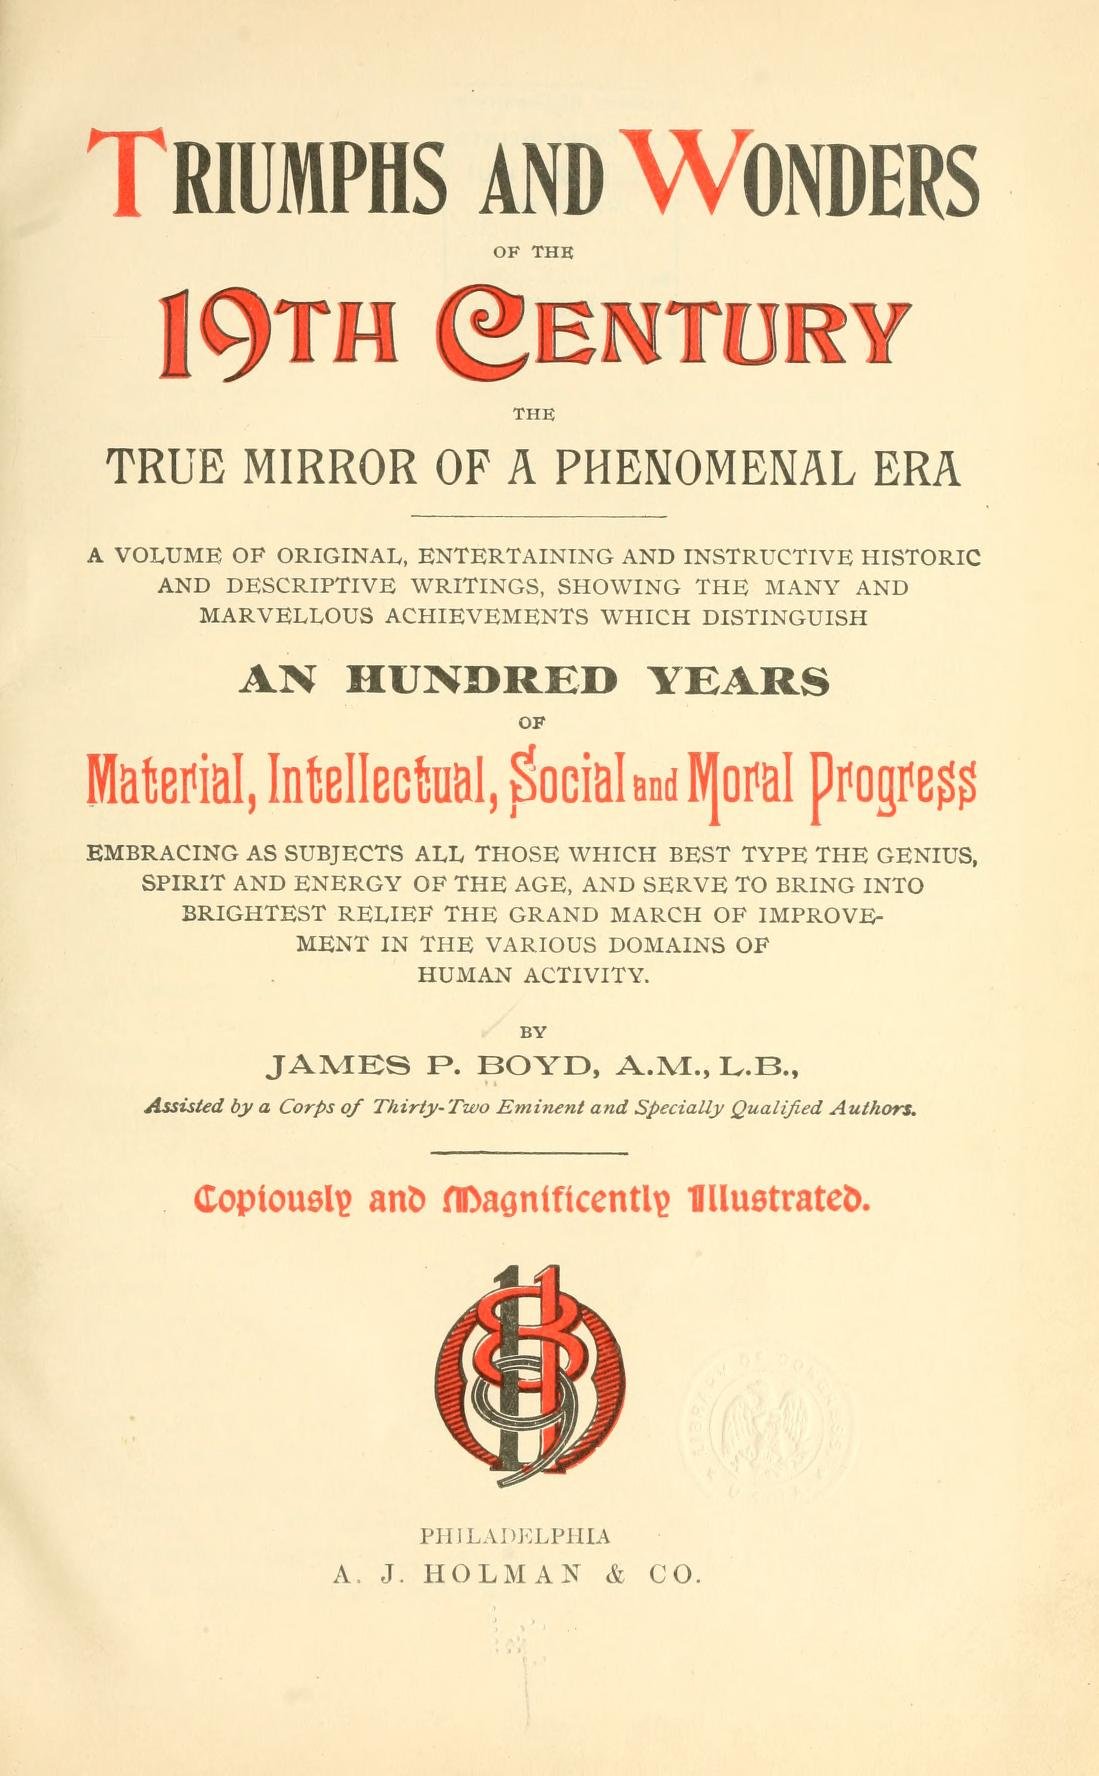 TRIUMPHS AND WONDERS
OF THE
19TH CENTURY
THE
TRUE MIRROR OF A PHENOMENAL ERA
A VOLUME OF ORIGINAL, ENTERTAINING AND INSTRUCTIVE HISTORIC
AND DESCRIPTIVE WRITINGS, SHOWING THE MANY AND
MARVELLOUS ACHIEVEMENTS WHICH DISTINGUISH
AN HUNDRED YEARS
OF
Material, Intellectual, Social and Moral Progress
EMBRACING AS SUBJECTS ALL THOSE WHICH BEST TYPE THE GENIUS,
SPIRIT AND ENERGY OF THE AGE, AND SERVE TO BRING INTO
BRIGHTEST RELIEF THE GRAND MARCH OF IMPROVE-
MENT IN THE VARIOUS DOMAINS OF
HUMAN ACTIVITY.
BY
JAMES P. BOYD, A.M., L.B.,
Assisted by a Corps of Thirty-Two Eminent and Specially Qualified Authors.
Copiously and Magnificently Illustrated.
LIBRARY OF CONGRESS
PHILADELPHIA
A. J. HOLMAN & CO.